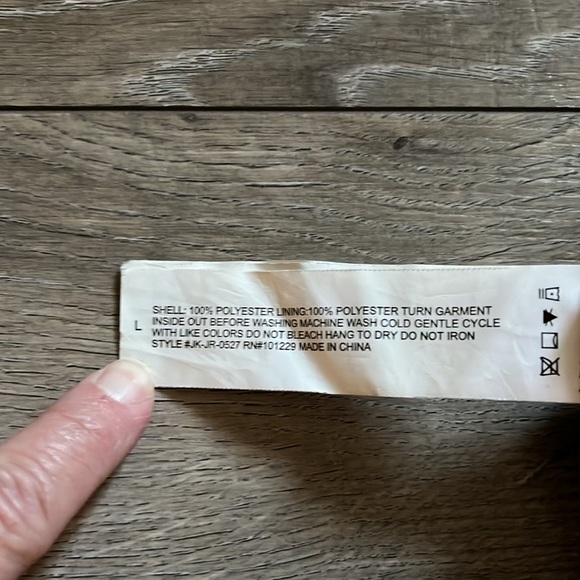 L
SHELL: 100% POLYESTER LINING:100% POLYESTER TURN GARMENT
INSIDE OUT BEFORE WASHING MACHINE WASH COLD GENTLE CYCLE
WITH LIKE COLORS DO NOT BLEACH HANG TO DRY DO NOT IRON
STYLE #JK-JR-0527 RN#101229 MADE IN CHINA